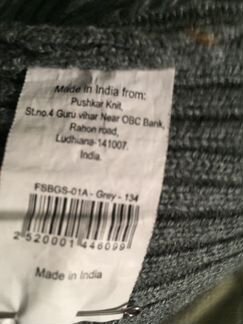 Made in India from:
Pushkar Knit,
St.no.4 Guru vihar Near OBC Bank,
Rahon road,
Ludhiana-141007.
India.
FSBGS-01A - Grey - 134
2 520001 446099
Made in India